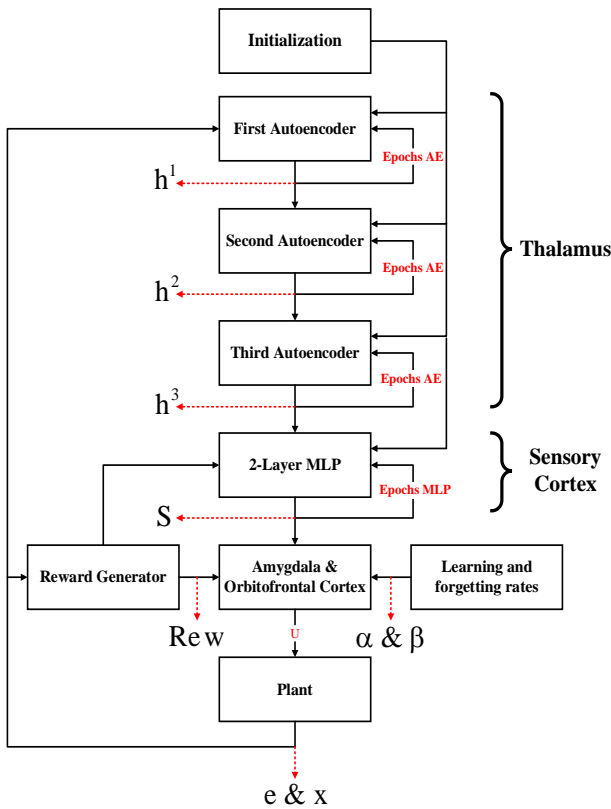 Initialization
First Autoencoder
Epochs AE
h1
Second Autoencoder
Epochs AE
Thalamus
h2
Third Autoencoder
Epochs AE
h3
2-Layer MLP
Sensory
Cortex
Epochs MLP
S
Reward Generator
Amygdala &
Orbitofrontal Cortex
Learning and
forgetting rates
Rew
U
α & β
Plant
e & x